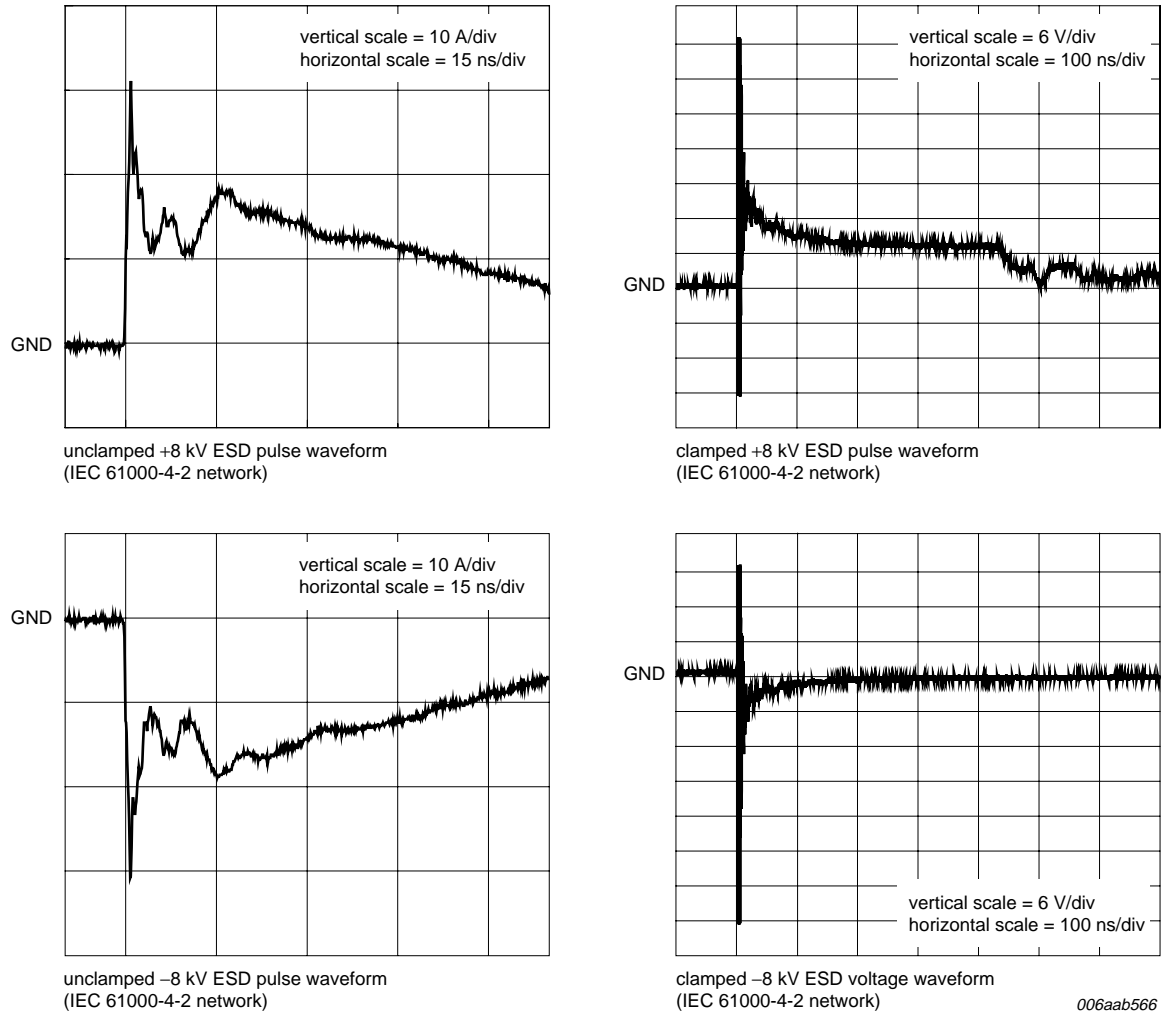 vertical scale = 10 A/div
horizontal scale = 15 ns/div
GND
unclamped +8 kV ESD pulse waveform
(IEC 61000-4-2 network)
vertical scale = 6 V/div
horizontal scale = 100 ns/div
GND
clamped +8 kV ESD pulse waveform
(IEC 61000-4-2 network)
vertical scale = 10 A/div
horizontal scale = 15 ns/div
GND
unclamped −8 kV ESD pulse waveform
(IEC 61000-4-2 network)
GND
vertical scale = 6 V/div
horizontal scale = 100 ns/div
clamped −8 kV ESD voltage waveform
(IEC 61000-4-2 network)
006aab566